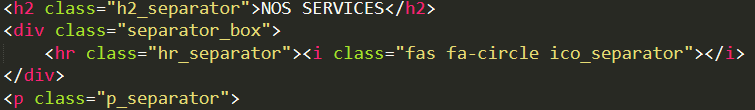 <h2 class="h2_separator">NOS SERVICES</h2>
<div class="separator_box">
    <hr class="hr_separator"><i class="fas fa-circle ico_separator"></i>
</div>
<p class="p_separator">